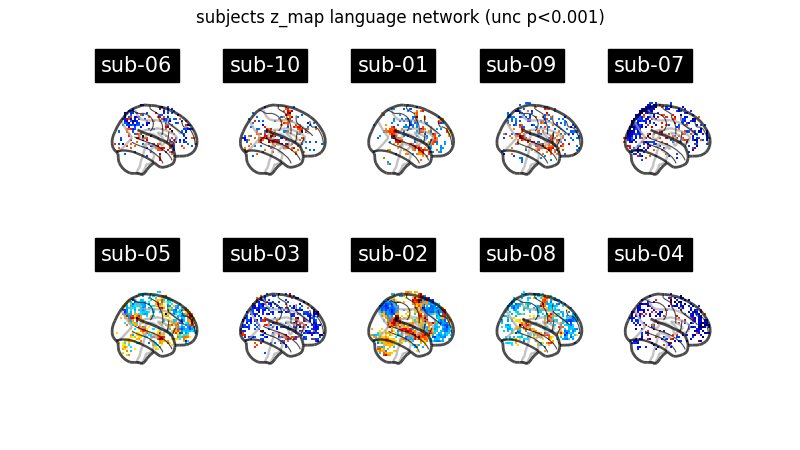 subjects z_map language network (unc p<0.001)
sub-06 sub-10 sub-01 sub-09 sub-07
sub-05 sub-03 sub-02 sub-08 sub-04